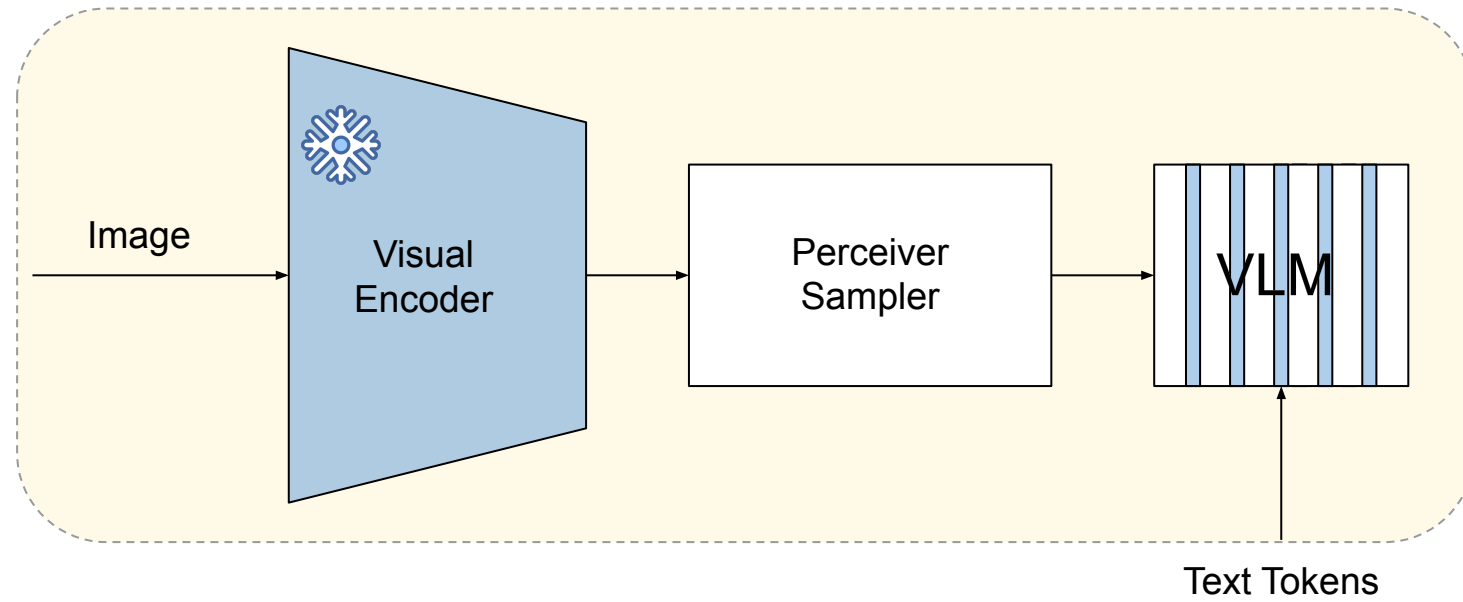 Image
Visual
Encoder
Perceiver
Sampler
VLM
Text Tokens